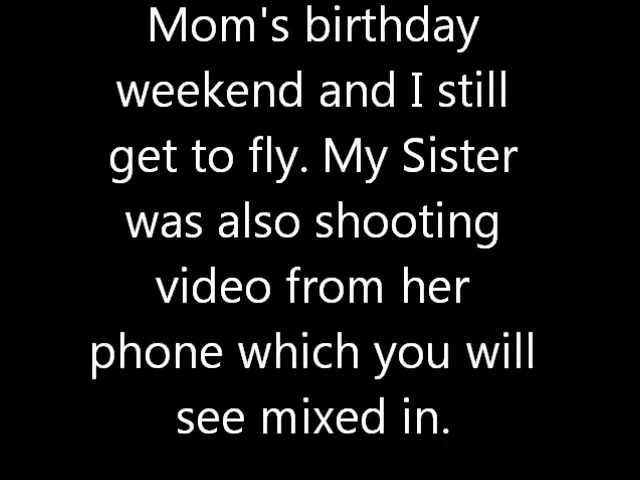 Mom's birthday
weekend and I still
get to fly. My Sister
was also shooting
video from her
phone which you will
see mixed in.